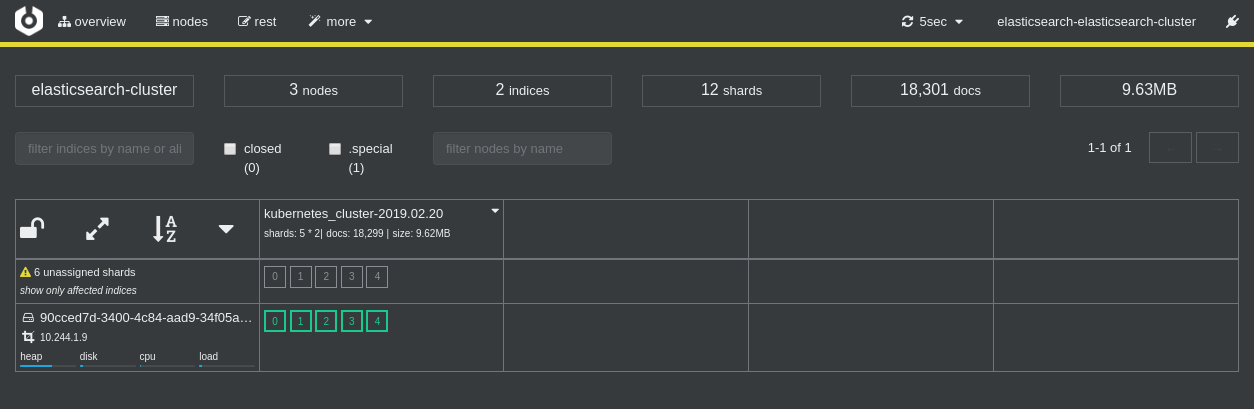 overview nodes rest more 5sec elasticsearch-elasticsearch-cluster
elasticsearch-cluster 3 nodes 2 indices 12 shards 18,301 docs 9.63MB
filter indices by name or ali closed .special filter nodes by name 1-1 of 1
(0) (1)
A
Z
kubernetes_cluster-2019.02.20
shards: 5 * 2| docs: 18,299 | size: 9.62MB
6 unassigned shards 0 1 2 3 4
show only affected indices
90cced7d-3400-4c84-aad9-34f05a… 0 1 2 3 4
10.244.1.9
heap disk cpu load